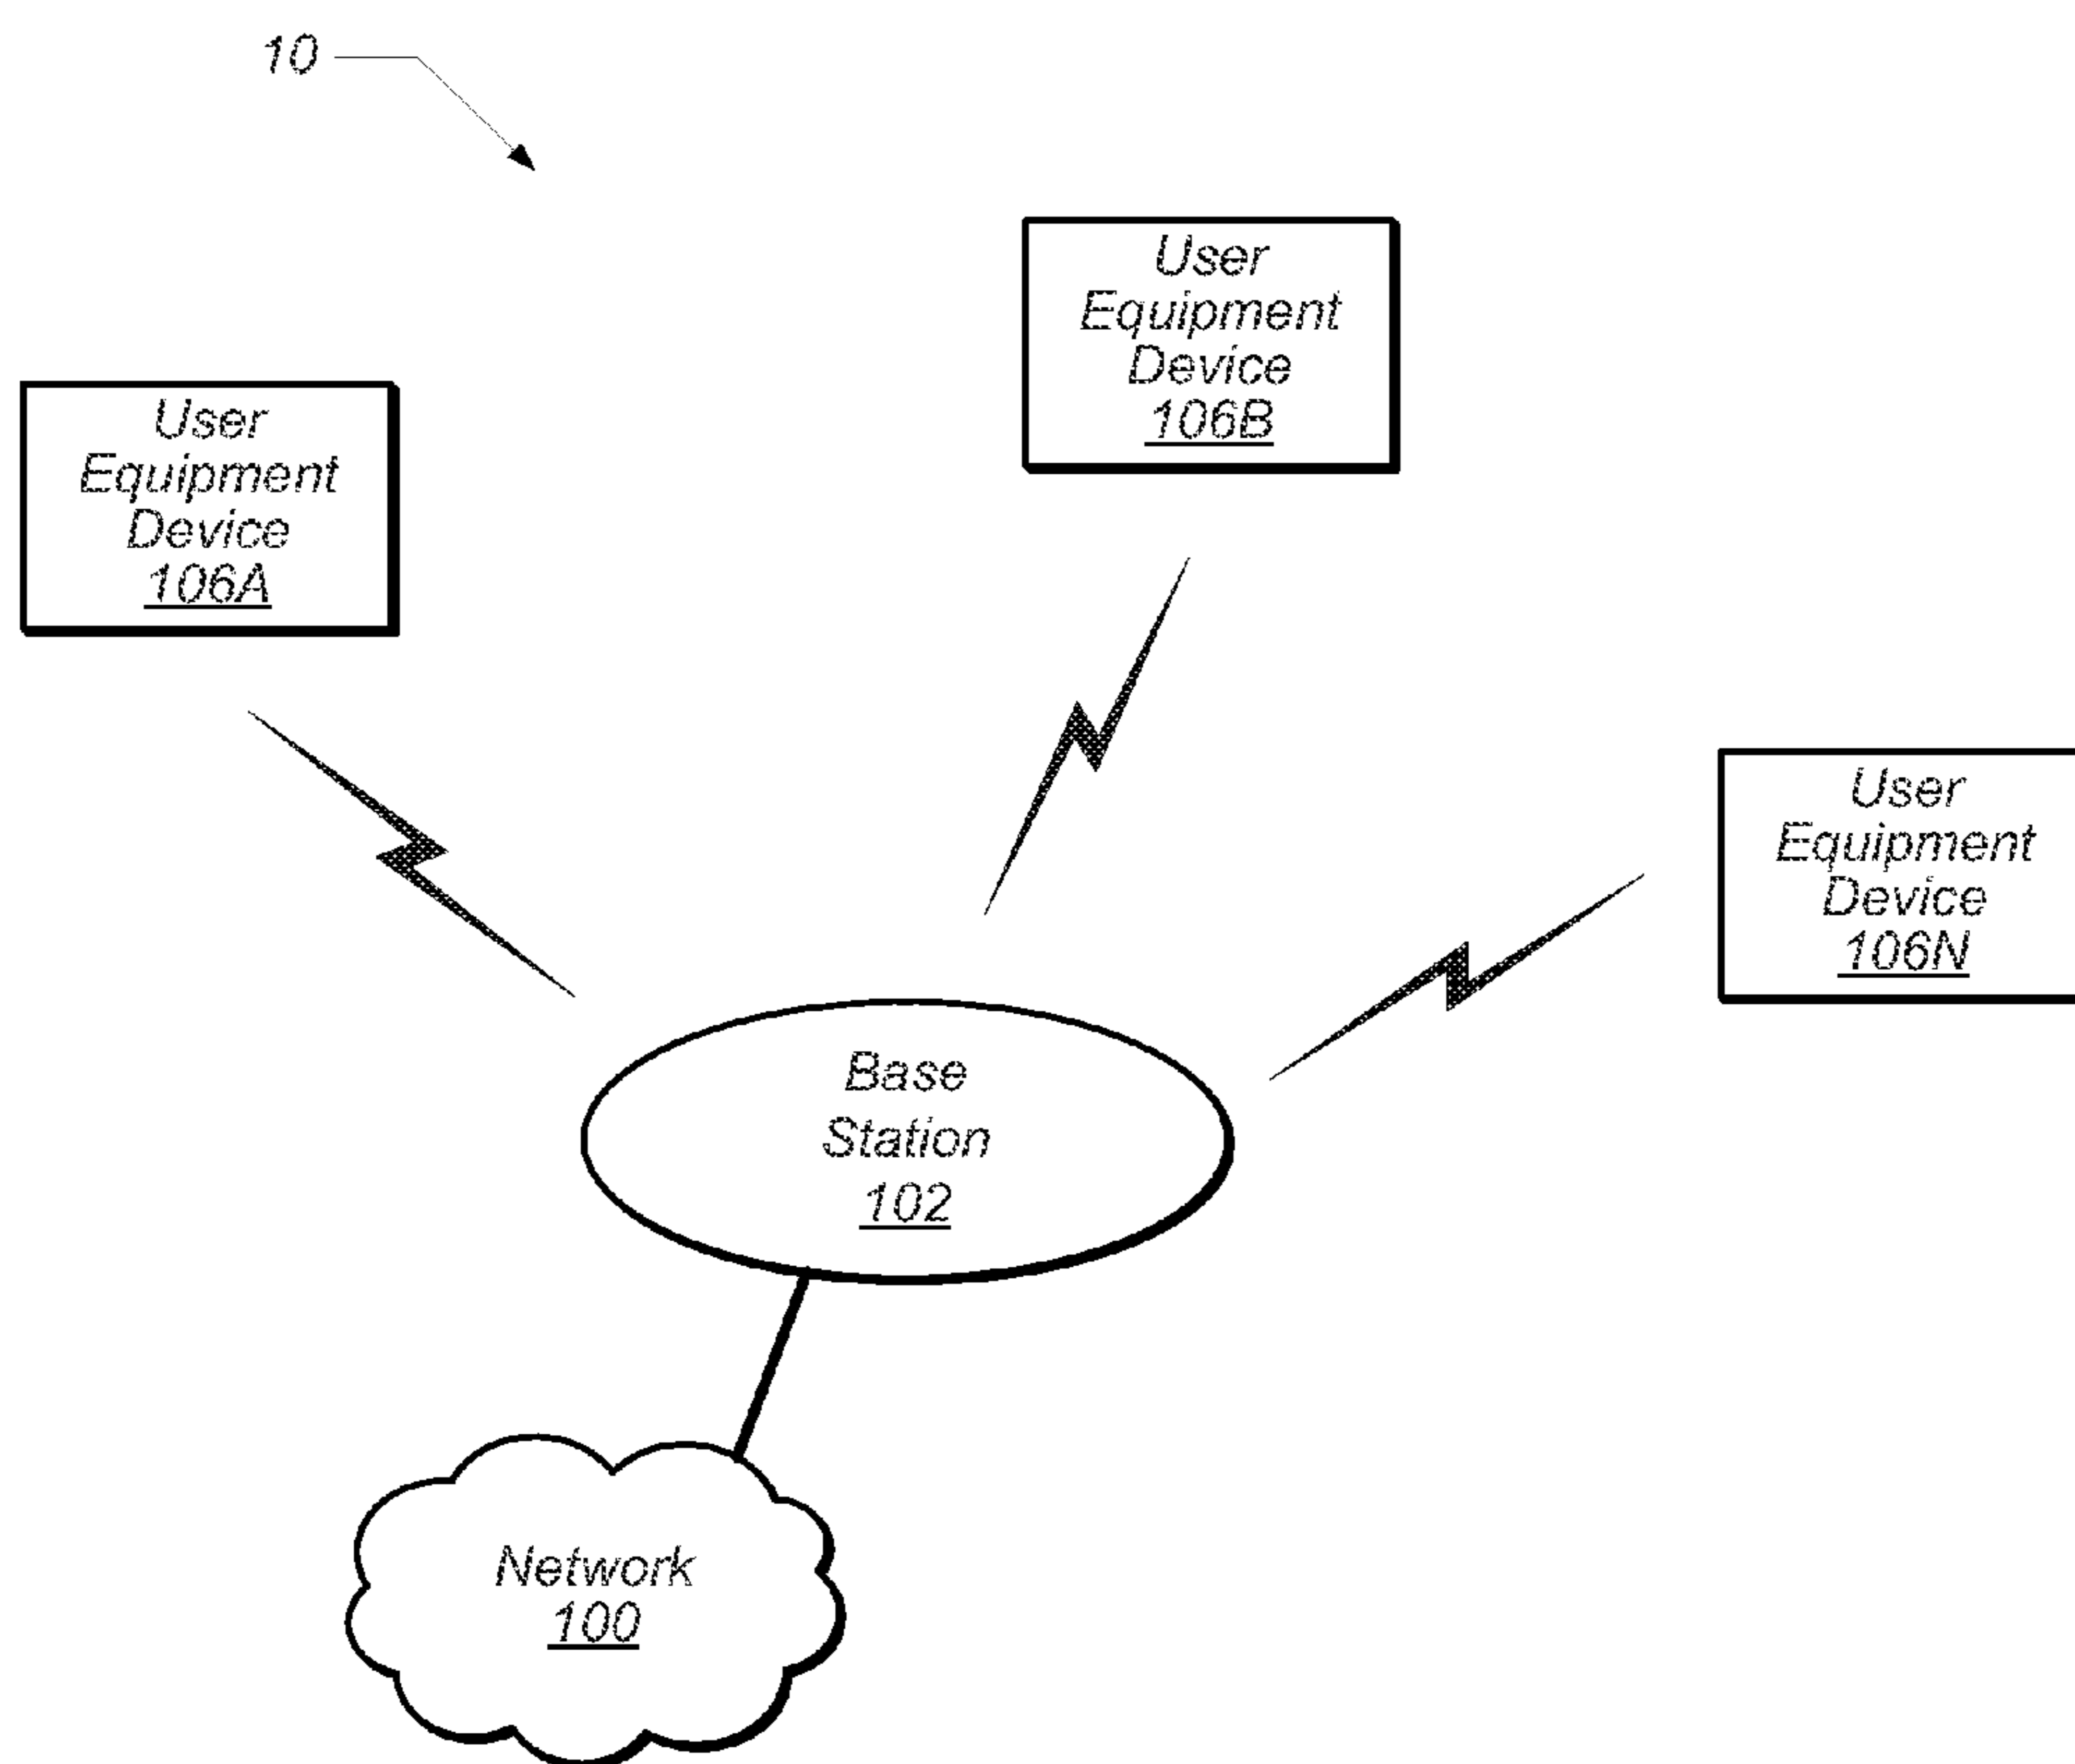 10
User
Equipment
Device
106B
User
Equipment
Device
106A
User
Equipment
Device
106N
Base
Station
102
Network
100